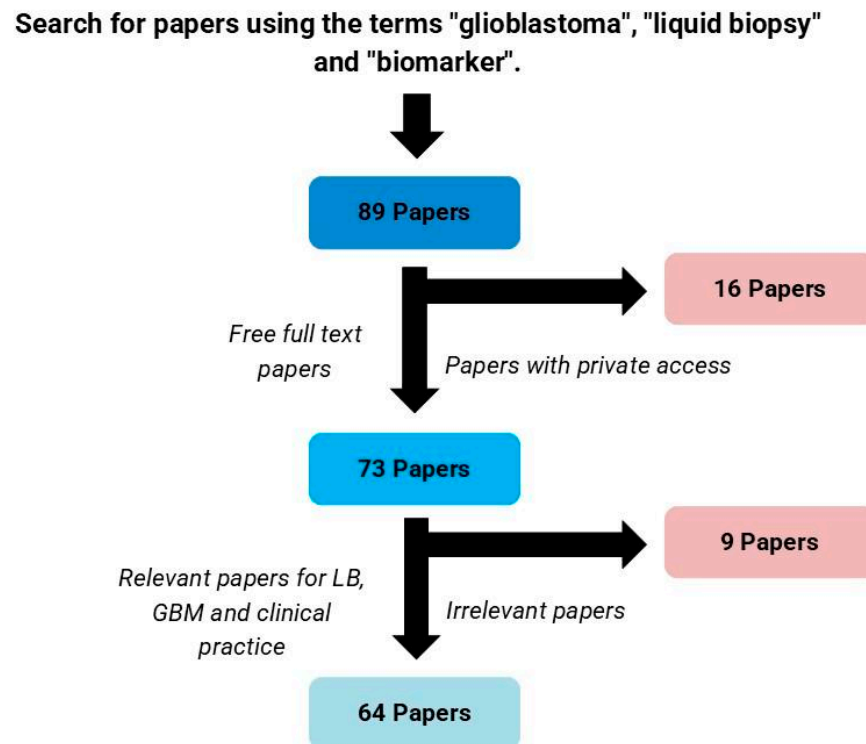 Search for papers using the terms "glioblastoma", "liquid biopsy"
and "biomarker".
89 Papers
16 Papers
Free full text
papers
Papers with private access
73 Papers
9 Papers
Relevant papers for LB,
GBM and clinical
practice
Irrelevant papers
64 Papers